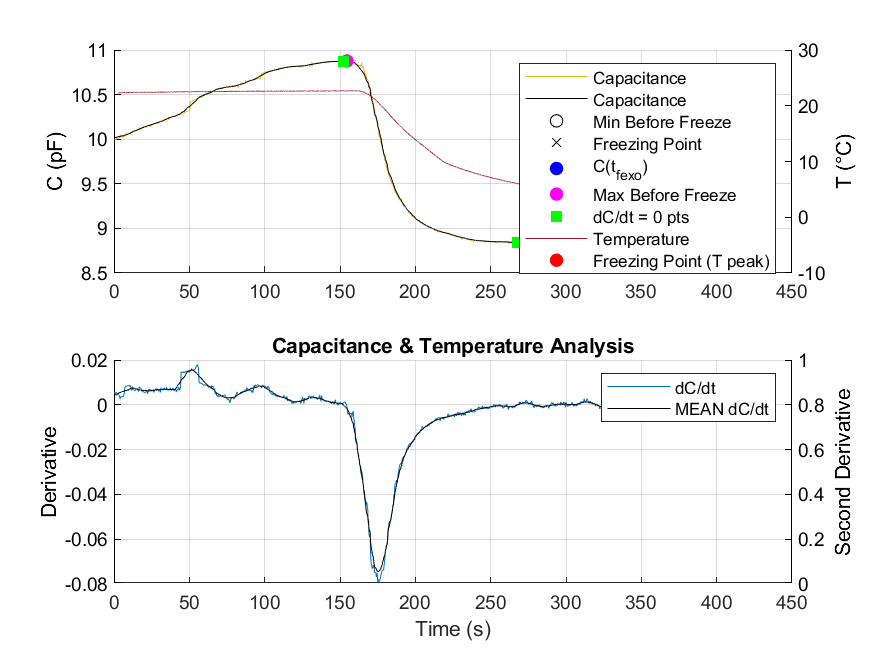 11
10.5
10
9.5
9
8.5
C (pF)
30
20
10
0
-10
T (°C)
Capacitance
Capacitance
Min Before Freeze
Freezing Point
C(t_fexo)
Max Before Freeze
dC/dt = 0 pts
Temperature
Freezing Point (T peak)
0 50 100 150 200 250 300 350 400 450
Capacitance & Temperature Analysis
0.02
0
-0.02
-0.04
-0.06
-0.08
Derivative
1
0.8
0.6
0.4
0.2
0
Second Derivative
dC/dt
MEAN dC/dt
0 50 100 150 200 250 300 350 400 450
Time (s)